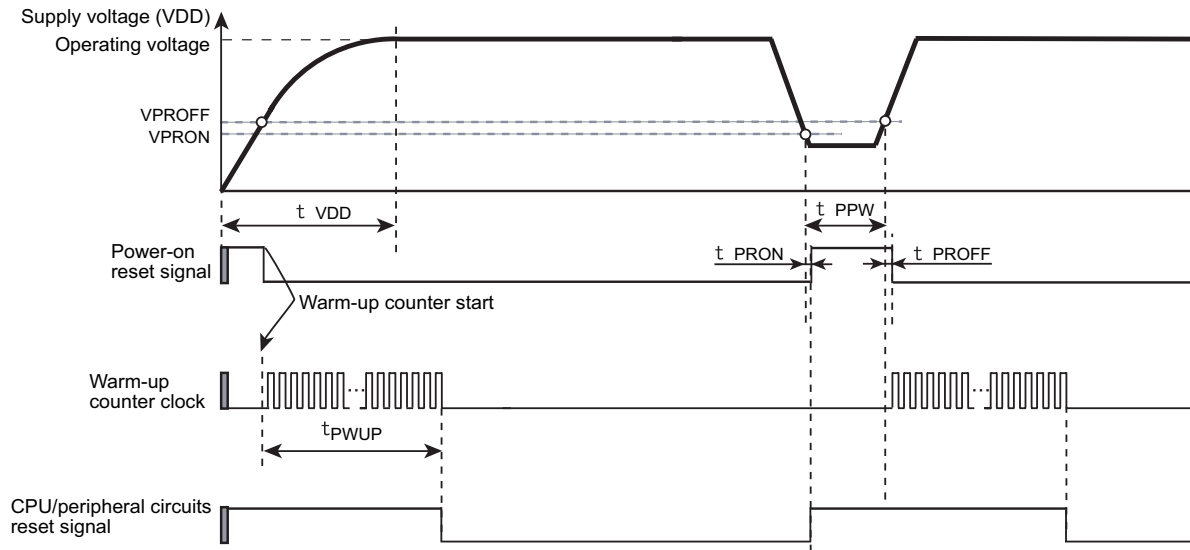 Supply voltage (VDD)
Operating voltage
VPROFF
VPRON
t VDD
t PPW
Power-on
reset signal
t PRON
t PROFF
Warm-up counter start
Warm-up
counter clock
...
...
tPWUP
CPU/peripheral circuits
reset signal